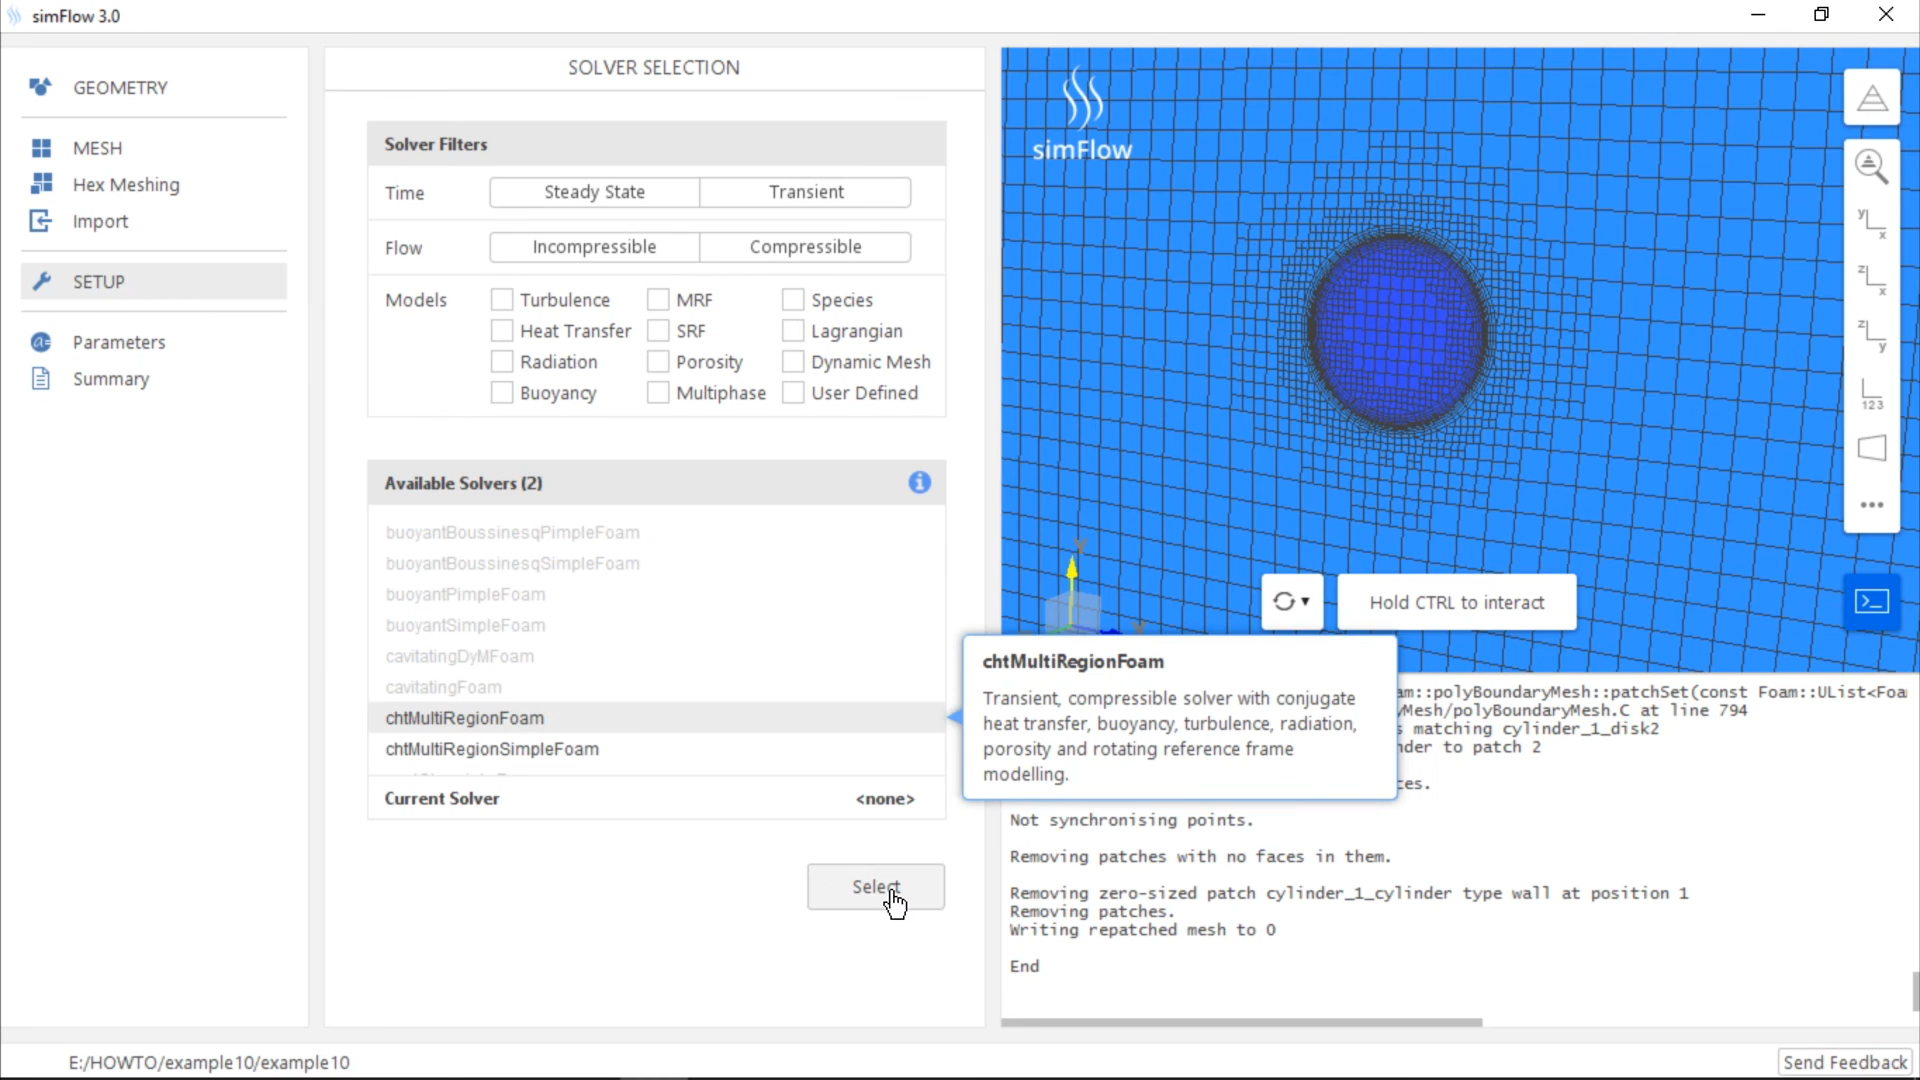 simFlow 3.0
GEOMETRY
MESH
Hex Meshing
Import
SETUP
Parameters
Summary
SOLVER SELECTION
Solver Filters
Time
Steady State
Transient
Flow
Incompressible
Compressible
Models
Turbulence
MRF
Species
Heat Transfer
SRF
Lagrangian
Radiation
Porosity
Dynamic Mesh
Buoyancy
Multiphase
User Defined
Available Solvers (2)
buoyantBoussinesqPimpleFoam
buoyantBoussinesqSimpleFoam
buoyantPimpleFoam
buoyantSimpleFoam
cavitatingDyMFoam
cavitatingFoam
chtMultiRegionFoam
chtMultiRegionSimpleFoam
Current Solver
<none>
Select
simFlow
y
x
z
x
z
y
123
Y
Hold CTRL to interact
chtMultiRegionFoam
Transient, compressible solver with conjugate
heat transfer, buoyancy, turbulence, radiation,
porosity and rotating reference frame
modelling.
am::polyBoundaryMesh::patchSet(const Foam::UList<Foa
yMesh/polyBoundaryMesh.C at line 794
matching cylinder_1_disk2
nder to patch 2
ces.
Not synchronising points.
Removing patches with no faces in them.
Removing zero-sized patch cylinder_1_cylinder type wall at position 1
Removing patches.
Writing repatched mesh to 0
End
E:/HOWTO/example10/example10
Send Feedback